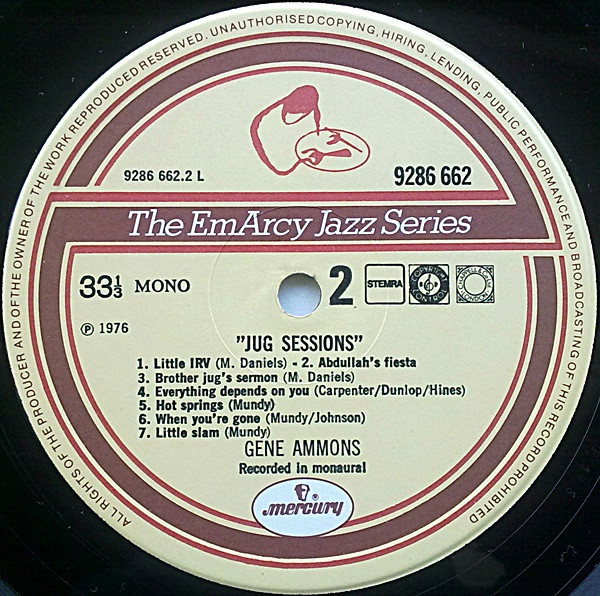 ALL RIGHTS OF THE PRODUCER AND OF THE OWNER OF THE WORK REPRODUCED RESERVED. UNAUTHORISED COPYING, HIRING, LENDING, PUBLIC PERFORMANCE AND BROADCASTING OF THIS RECORD PROHIBITED
9286 662.2 L
9286 662
The EmArcy Jazz Series
33⅓ MONO
2
STEMRA
COPYRIGHT CONTROL
℗ 1976
"JUG SESSIONS"
1. Little IRV (M. Daniels) - 2. Abdullah's fiesta
3. Brother jug's sermon (M. Daniels)
4. Everything depends on you (Carpenter/Dunlop/Hines)
5. Hot springs (Mundy)
6. When you're gone (Mundy/Johnson)
7. Little slam (Mundy)
GENE AMMONS
Recorded in monaural
mercury ®